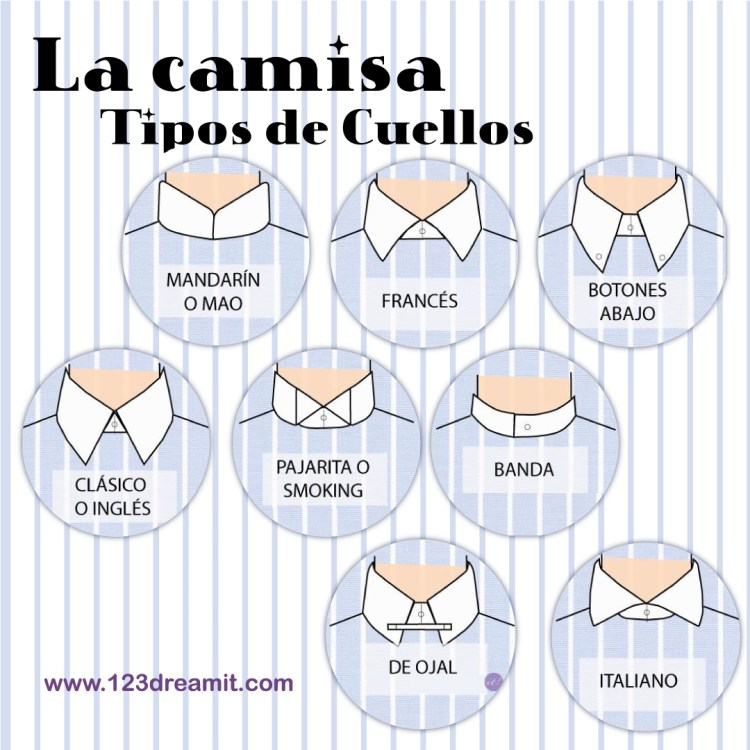 La camisa
Tipos de Cuellos
MANDARÍN
O MAO
FRANCÉS
BOTONES
ABAJO
CLÁSICO
O INGLÉS
PAJARITA O
SMOKING
BANDA
DE OJAL
ITALIANO
www.123dreamit.com